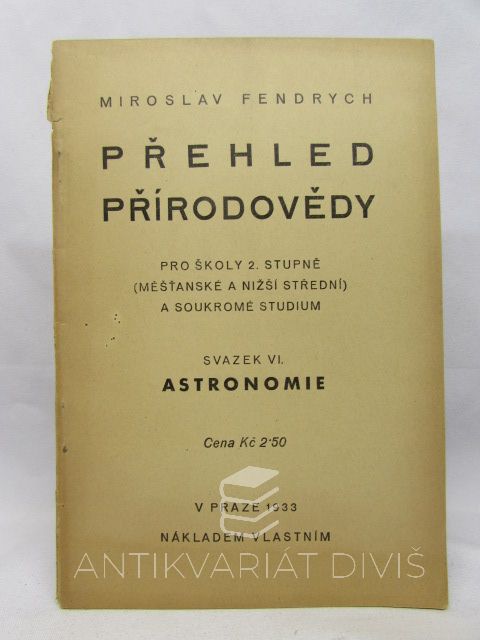 MIROSLAV FENDRYCH
PŘEHLED
PŘÍRODOVĚDY
PRO ŠKOLY 2. STUPNĚ
(MĚŠŤANSKÉ A NIŽŠÍ STŘEDNÍ)
A SOUKROMÉ STUDIUM
SVAZEK VI.
ASTRONOMIE
Cena Kč 2·50
V PRAZE 1933
NÁKLADEM VLASTNÍM
ANTIKVARIÁT DIVIŠ